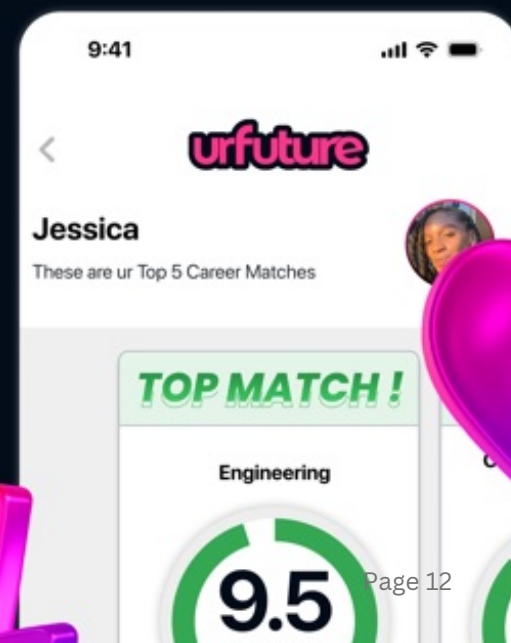 9:41
urfuture
Jessica
These are ur Top 5 Career Matches
TOP MATCH !
Engineering
9.5
Page 12